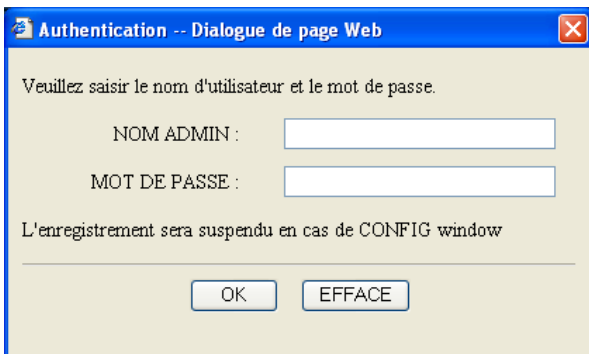 Authentication -- Dialogue de page Web
Veuillez saisir le nom d'utilisateur et le mot de passe.
NOM ADMIN :
MOT DE PASSE :
L'enregistrement sera suspendu en cas de CONFIG window
OK EFFACE